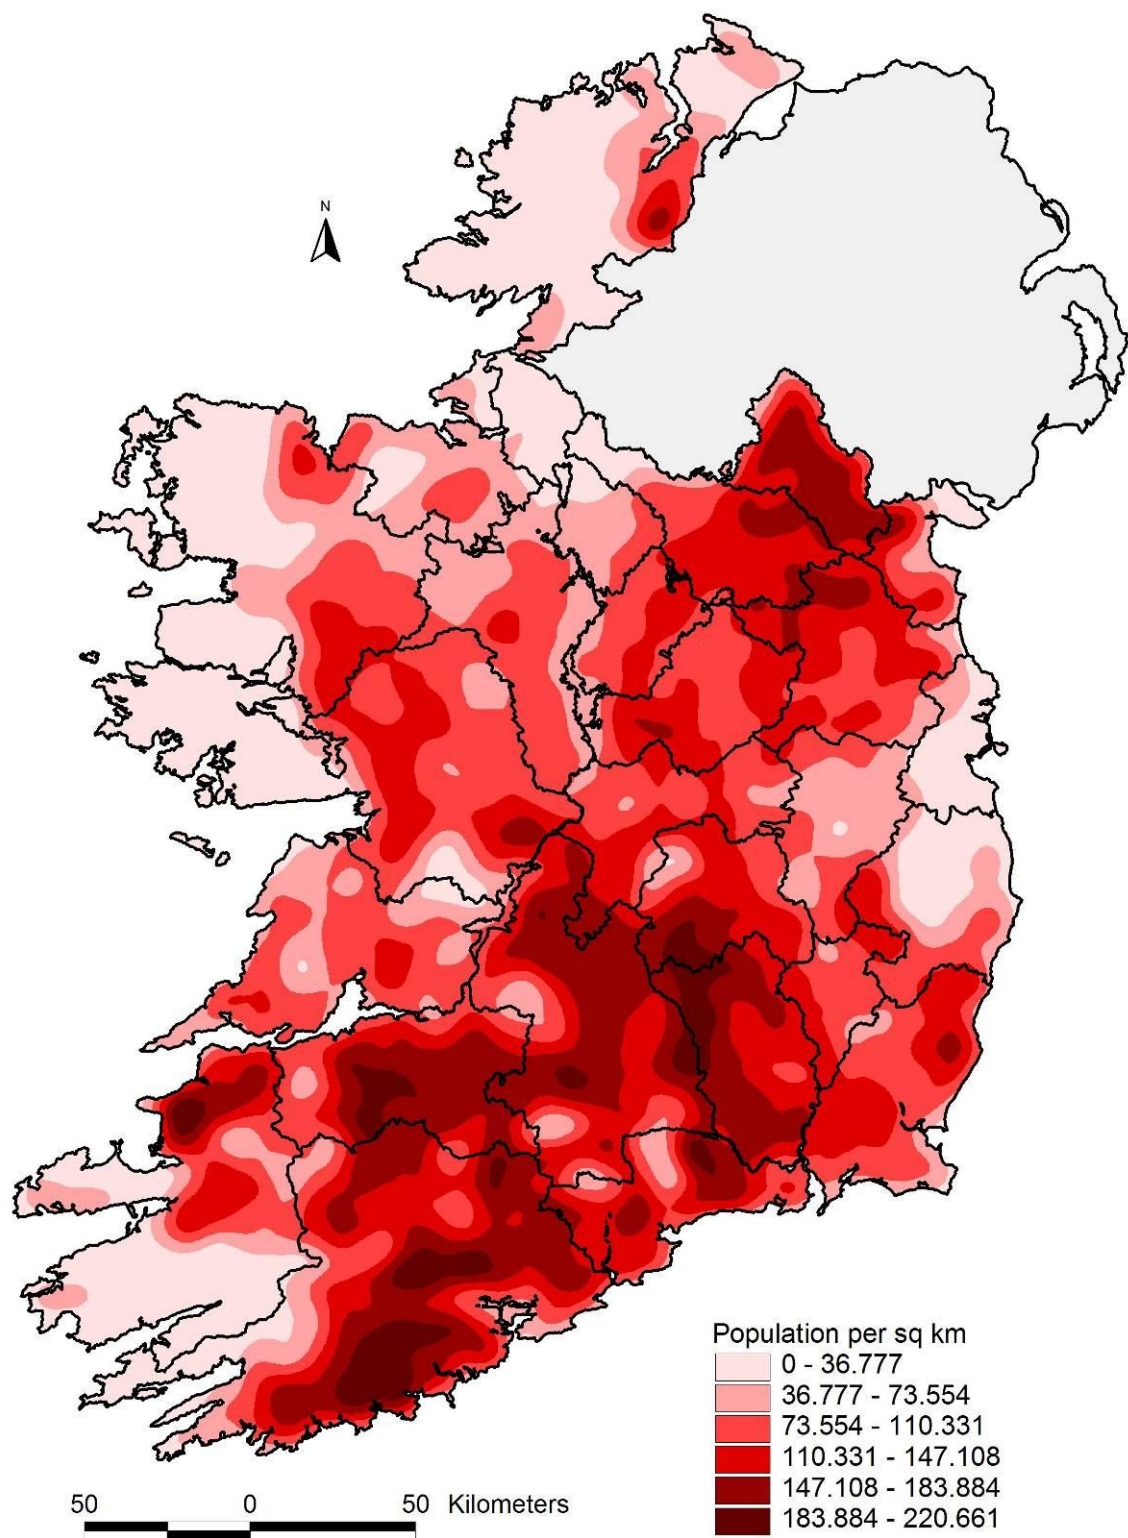 N
Population per sq km
0 - 36.777
36.777 - 73.554
73.554 - 110.331
110.331 - 147.108
147.108 - 183.884
183.884 - 220.661
50 0 50 Kilometers